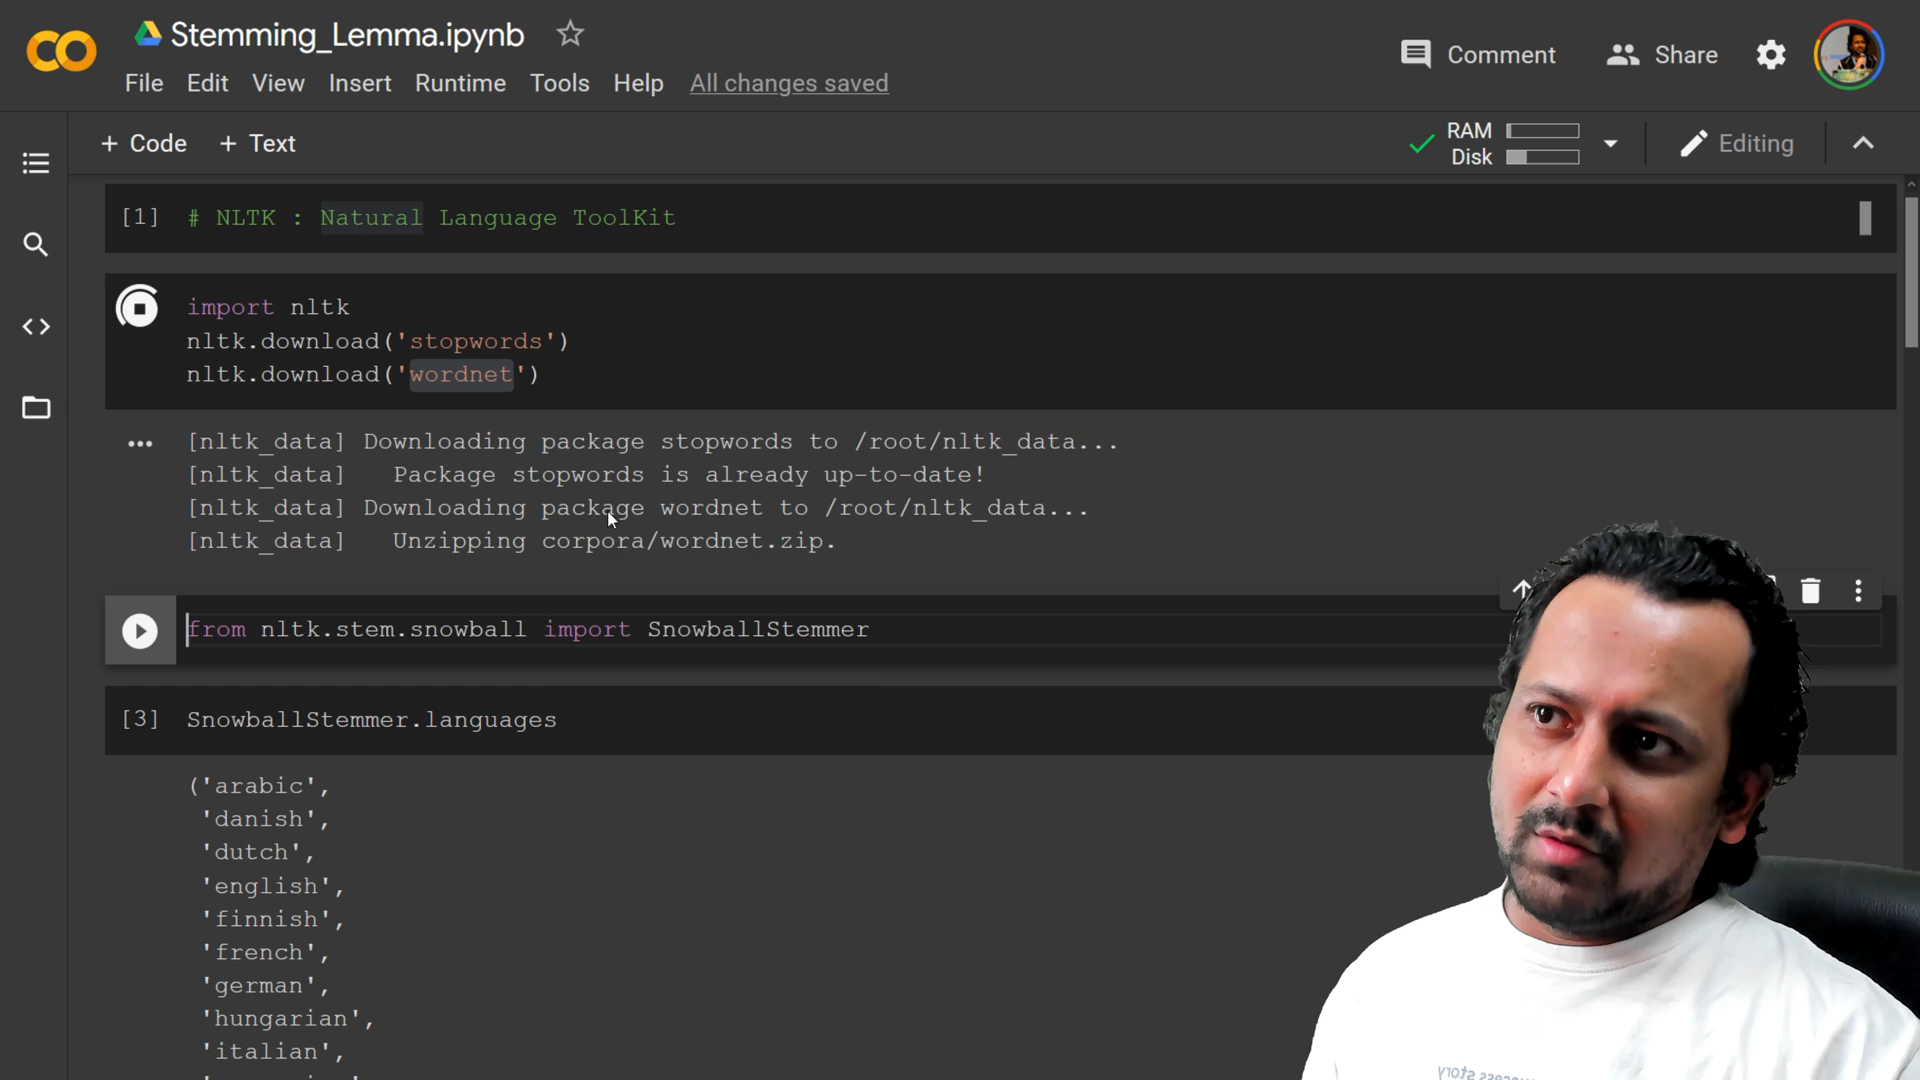 Stemming_Lemma.ipynb
Comment
Share
File Edit View Insert Runtime Tools Help All changes saved
+ Code + Text
RAM
Disk
Editing
[1] # NLTK : Natural Language ToolKit
import nltk
nltk.download('stopwords')
nltk.download('wordnet')
[nltk_data] Downloading package stopwords to /root/nltk_data...
[nltk_data]   Package stopwords is already up-to-date!
[nltk_data] Downloading package wordnet to /root/nltk_data...
[nltk_data]   Unzipping corpora/wordnet.zip.
from nltk.stem.snowball import SnowballStemmer
[3] SnowballStemmer.languages
('arabic',
'danish',
'dutch',
'english',
'finnish',
'french',
'german',
'hungarian',
'italian',
story